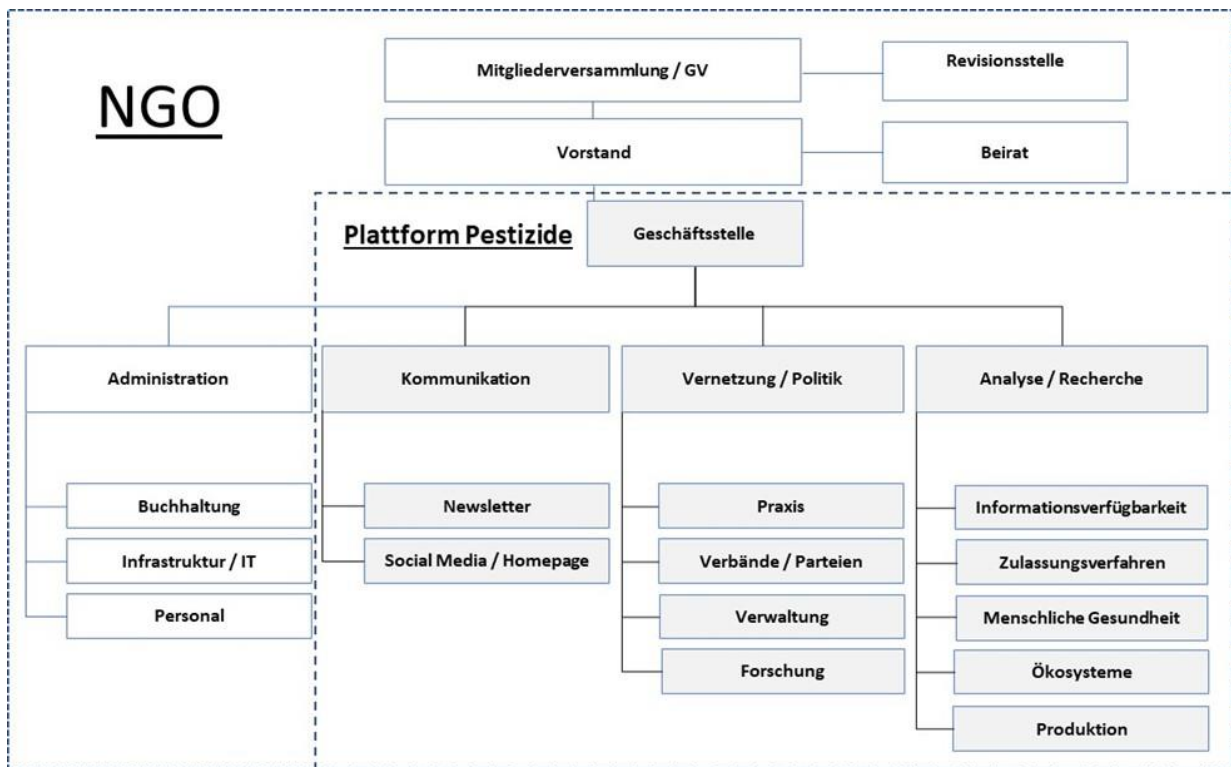 NGO
Mitgliederversammlung / GV
Revisionsstelle
Vorstand
Beirat
Plattform Pestizide
Geschäftsstelle
Administration
Kommunikation
Vernetzung / Politik
Analyse / Recherche
Buchhaltung
Infrastruktur / IT
Personal
Newsletter
Social Media / Homepage
Praxis
Verbände / Parteien
Verwaltung
Forschung
Informationsverfügbarkeit
Zulassungsverfahren
Menschliche Gesundheit
Ökosysteme
Produktion